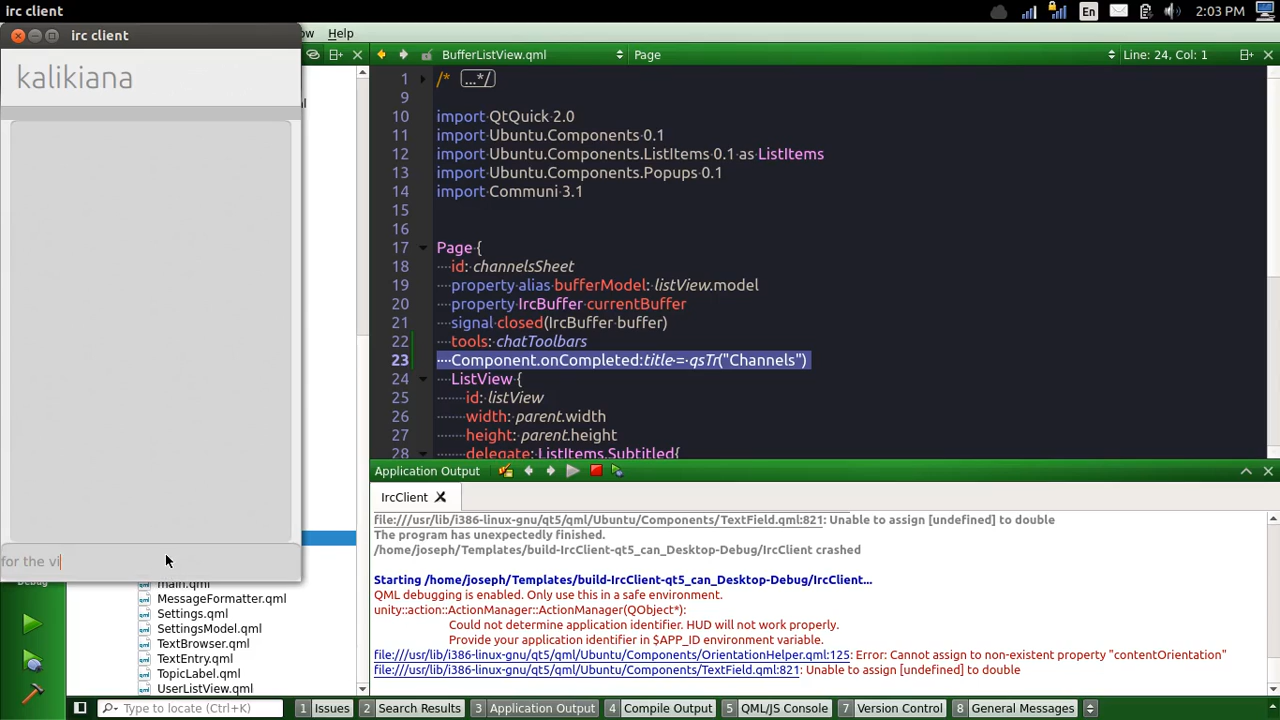 irc client
En
2:03 PM
irc client
ow
Help
BufferListView.qml
Page
Line: 24, Col: 1
kalikiana
for the vi
1 /* ...*/
9
10 import QtQuick 2.0
11 import Ubuntu.Components 0.1
12 import Ubuntu.Components.ListItems 0.1 as ListItems
13 import Ubuntu.Components.Popups 0.1
14 import Communi 3.1
15
16
17 Page {
18 id: channelsSheet
19 property alias bufferModel: listView.model
20 property IrcBuffer currentBuffer
21 signal closed(IrcBuffer buffer)
22 tools: chatToolbars
23 Component.onCompleted:title = qsTr("Channels")
24 ListView {
25 id: listView
26 width: parent.width
27 height: parent.height
28 delegate: ListItems.Subtitled{
Application Output
IrcClient
file:///usr/lib/i386-linux-gnu/qt5/qml/Ubuntu/Components/TextField.qml:821: Unable to assign [undefined] to double
The program has unexpectedly finished.
/home/joseph/Templates/build-IrcClient-qt5_can_Desktop-Debug/IrcClient crashed
Starting /home/joseph/Templates/build-IrcClient-qt5_can_Desktop-Debug/IrcClient...
QML debugging is enabled. Only use this in a safe environment.
unity::action::ActionManager::ActionManager(QObject*):
Could not determine application identifier. HUD will not work properly.
Provide your application identifier in $APP_ID environment variable.
file:///usr/lib/i386-linux-gnu/qt5/qml/Ubuntu/Components/OrientationHelper.qml:125: Error: Cannot assign to non-existent property "contentOrientation"
file:///usr/lib/i386-linux-gnu/qt5/qml/Ubuntu/Components/TextField.qml:821: Unable to assign [undefined] to double
Debug
main.qml
MessageFormatter.qml
Settings.qml
SettingsModel.qml
TextBrowser.qml
TextEntry.qml
TopicLabel.qml
UserListView.qml
Type to locate (Ctrl+K)
1 Issues
2 Search Results
3 Application Output
4 Compile Output
5 QML/JS Console
7 Version Control
8 General Messages